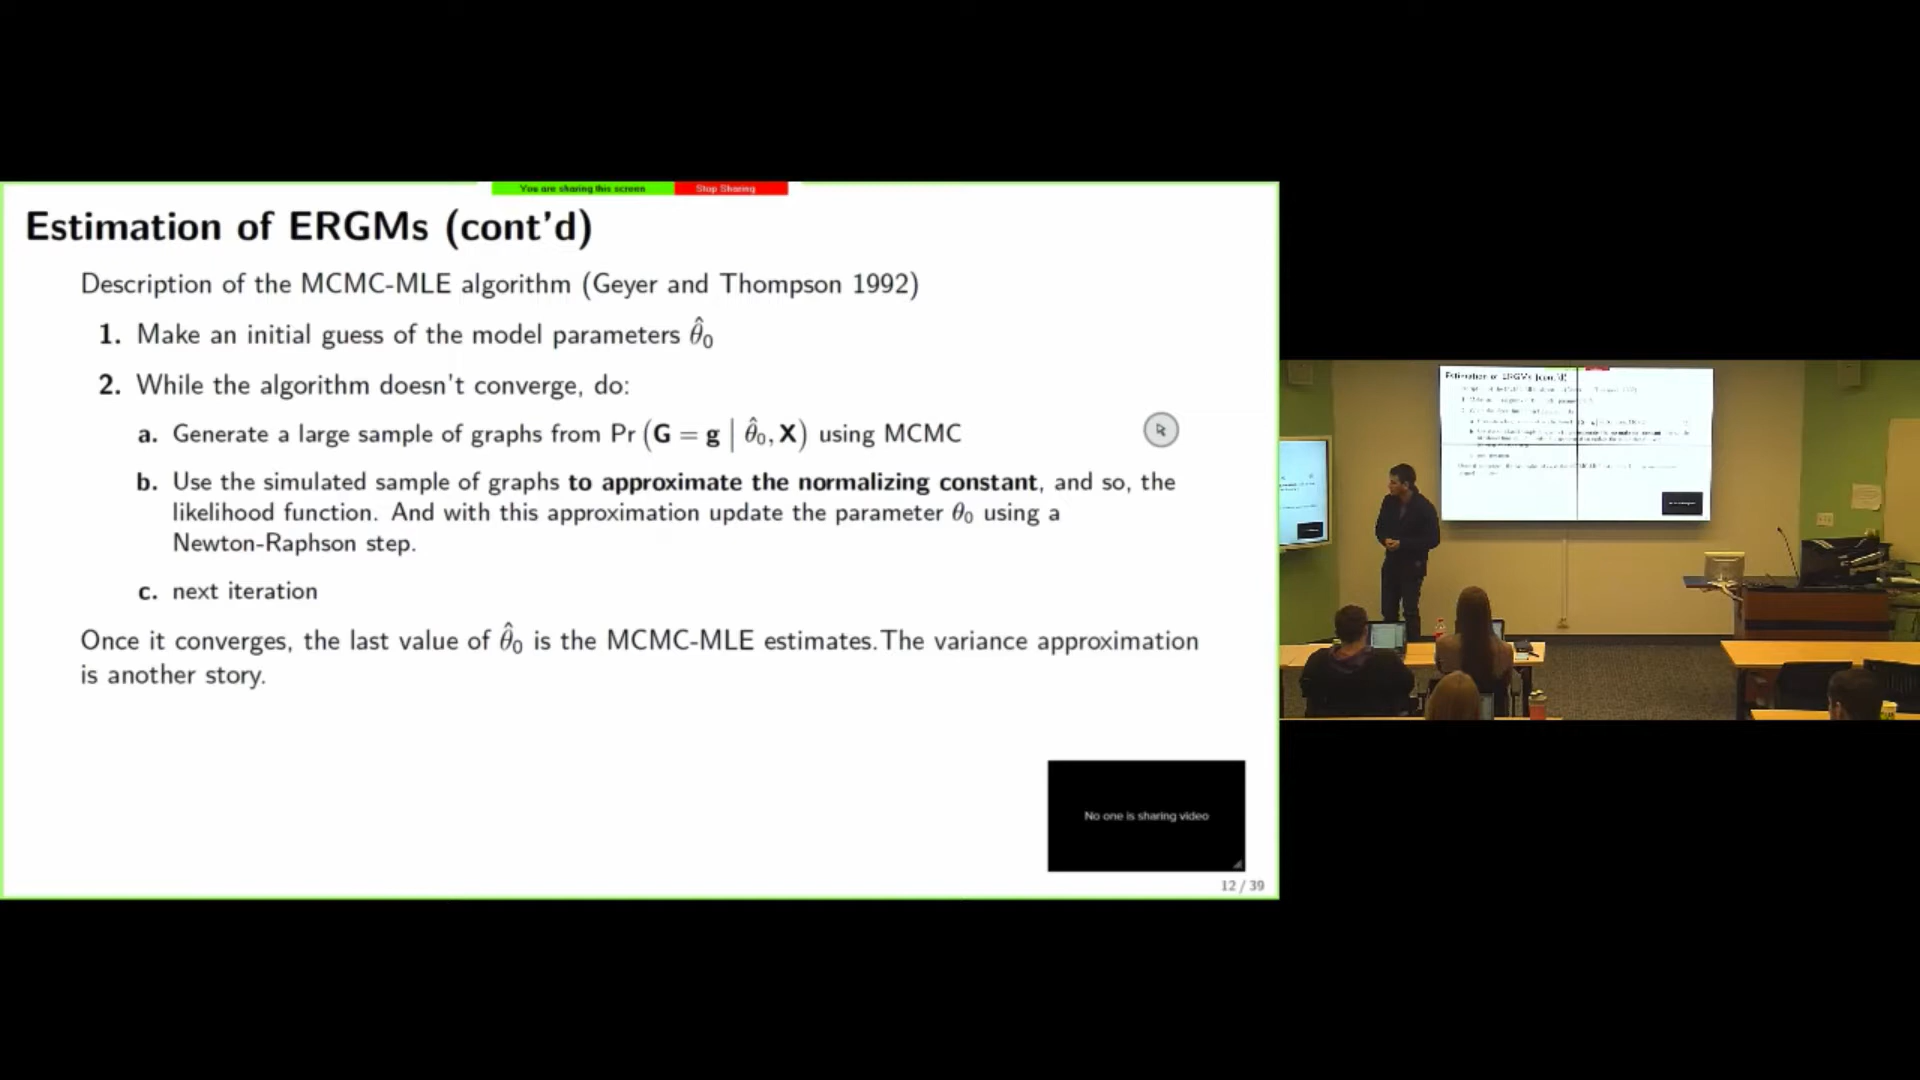 You are sharing this screen Stop Sharing
Estimation of ERGMs (cont'd)
Description of the MCMC-MLE algorithm (Geyer and Thompson 1992)
1. Make an initial guess of the model parameters θ̂₀
2. While the algorithm doesn't converge, do:
a. Generate a large sample of graphs from Pr (G = g | θ̂₀, X) using MCMC
b. Use the simulated sample of graphs to approximate the normalizing constant, and so, the
likelihood function. And with this approximation update the parameter θ₀ using a
Newton-Raphson step.
c. next iteration
Once it converges, the last value of θ̂₀ is the MCMC-MLE estimates.The variance approximation
is another story.
No one is sharing video
12 / 39
Estimation of ERGMs (cont'd)